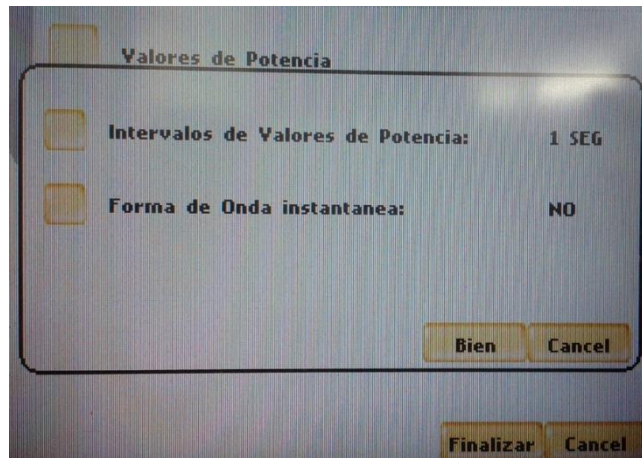 Valores de Potencia
Intervalos de Valores de Potencia: 1 SEG
Forma de Onda instantanea: NO
Bien Cancel
Finalizar Cancel